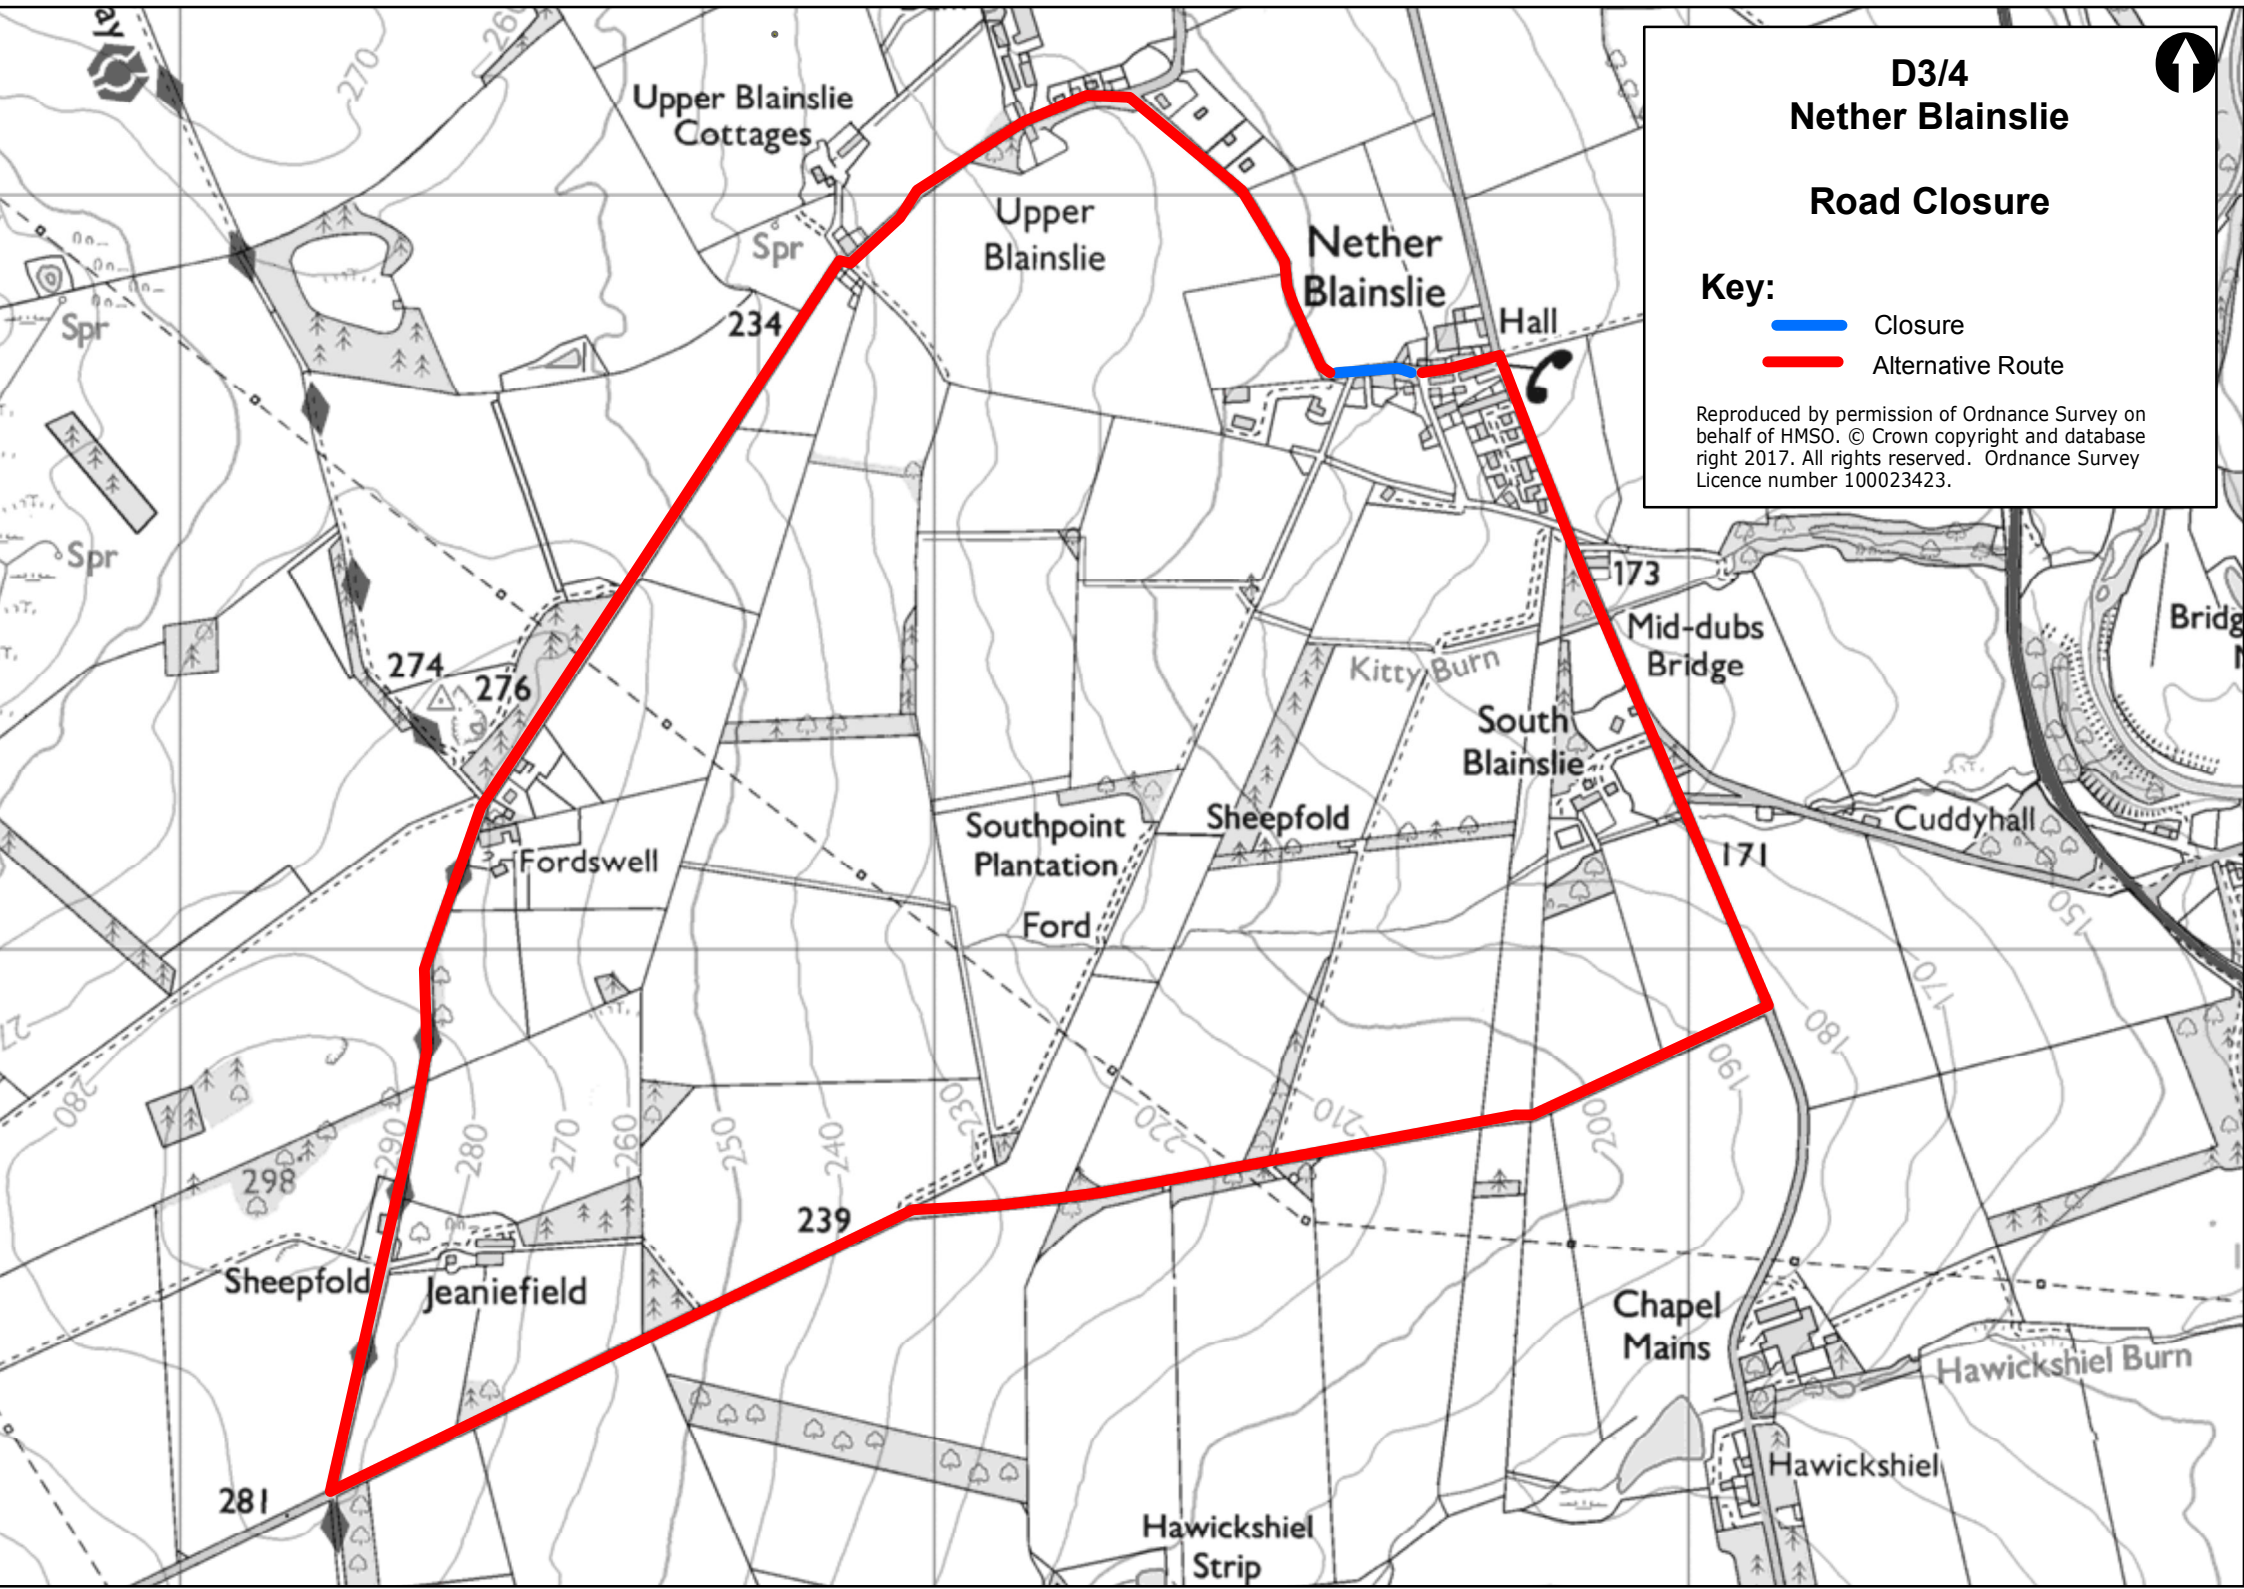 D3/4
Nether Blainslie
Road Closure
Key:
Closure
Alternative Route
Reproduced by permission of Ordnance Survey on
behalf of HMSO. © Crown copyright and database
right 2017. All rights reserved. Ordnance Survey
Licence number 100023423.
270
Upper Blainslie
Cottages
Spr
Upper
Blainslie
Nether
Blainslie
Hall
234
Spr
Spr
173
Mid-dubs
Bridge
274
276
Kitty Burn
South
Blainslie
Sheepfold
Southpoint
Plantation
Cuddyhall
171
Fordswell
Ford
150
170
180
190
280
290
280
270
260
250
240
230
220
210
200
298
239
Sheepfold
Jeaniefield
Chapel
Mains
Hawickshiel Burn
281
Hawickshiel
Hawickshiel
Strip